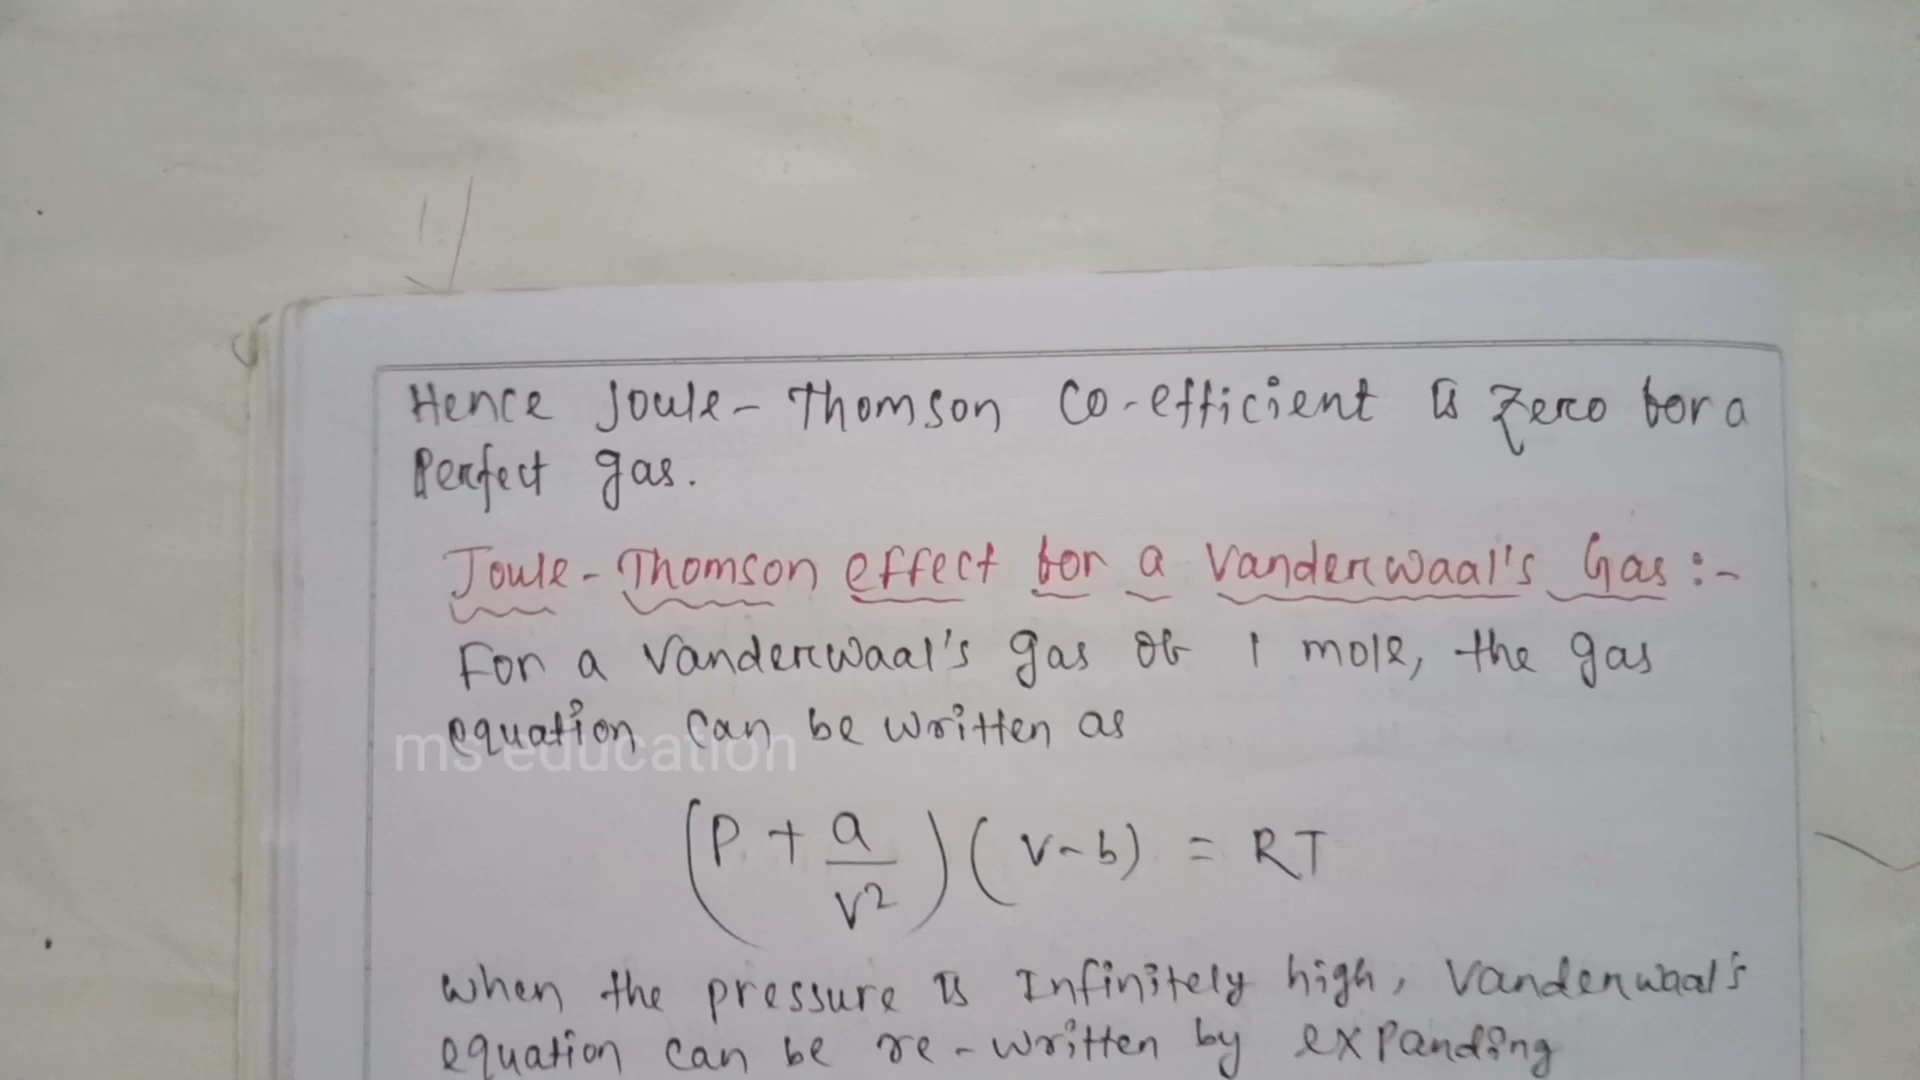 Hence Joule - Thomson Co-efficient is Zero for a
Perfect gas.
Joule - Thomson effect for a Vanderwaal's Gas :-
For a Vanderwaal's gas of 1 mole, the gas
equation can be written as
ms education
(P + a/v²) (v-b) = RT
when the pressure is Infinitely high, Vanderwaal's
equation can be re-written by expanding